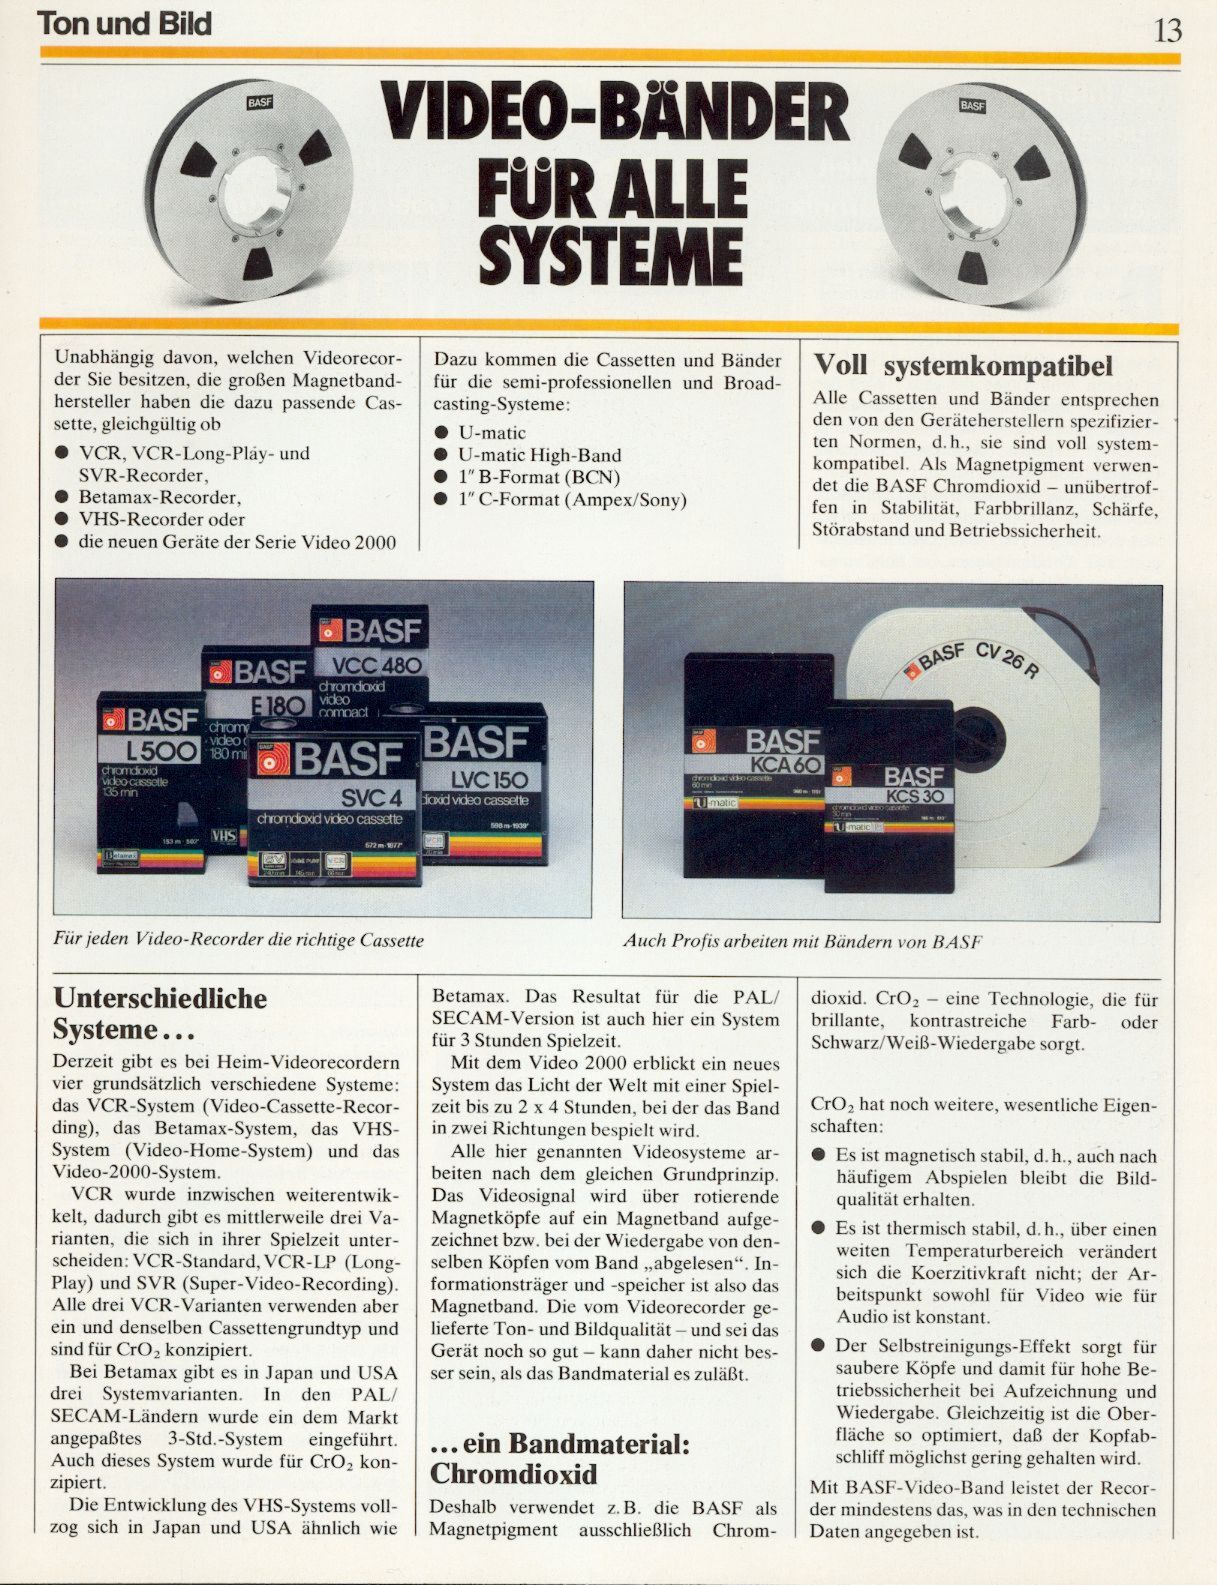 Ton und Bild
13
BASF
BASF
VIDEO-BÄNDER
FÜR ALLE
SYSTEME
Unabhängig davon, welchen Videorecor-
der Sie besitzen, die großen Magnetband-
hersteller haben die dazu passende Cas-
sette, gleichgültig ob
● VCR, VCR-Long-Play- und
SVR-Recorder,
● Betamax-Recorder,
● VHS-Recorder oder
● die neuen Geräte der Serie Video 2000
Dazu kommen die Cassetten und Bänder
für die semi-professionellen und Broad-
casting-Systeme:
● U-matic
● U-matic High-Band
● 1" B-Format (BCN)
● 1" C-Format (Ampex/Sony)
Voll systemkompatibel
Alle Cassetten und Bänder entsprechen
den von den Geräteherstellern spezifizier-
ten Normen, d. h., sie sind voll system-
kompatibel. Als Magnetpigment verwen-
det die BASF Chromdioxid – unübertrof-
fen in Stabilität, Farbbrillanz, Schärfe,
Störabstand und Betriebssicherheit.
BASF
VCC 480
chromdioxid
video
compact
BASF
E 180
chrom
video
180 mi
BASF
L 500
chromdioxid
video-cassette
135 min
153 m · 502'
Betamax
VHS
BASF
SVC 4
chromdioxid video cassette
572 m · 1877'
VCR
BASF
LVC 150
dioxid video cassette
598 m · 1939'
VCR
BASF CV 26 R
BASF
KCA 60
chromdioxid video-cassette
60 min
U-matic
BASF
KCS 30
chromdioxid video cassette
30 min
U-matic
Für jeden Video-Recorder die richtige Cassette
Auch Profis arbeiten mit Bändern von BASF
Unterschiedliche
Systeme...
Derzeit gibt es bei Heim-Videorecordern
vier grundsätzlich verschiedene Systeme:
das VCR-System (Video-Cassette-Recor-
ding), das Betamax-System, das VHS-
System (Video-Home-System) und das
Video-2000-System.
VCR wurde inzwischen weiterentwik-
kelt, dadurch gibt es mittlerweile drei Va-
rianten, die sich in ihrer Spielzeit unter-
scheiden: VCR-Standard, VCR-LP (Long-
Play) und SVR (Super-Video-Recording).
Alle drei VCR-Varianten verwenden aber
ein und denselben Cassettengrundtyp und
sind für CrO₂ konzipiert.
Bei Betamax gibt es in Japan und USA
drei Systemvarianten. In den PAL/
SECAM-Ländern wurde ein dem Markt
angepaßtes 3-Std.-System eingeführt.
Auch dieses System wurde für CrO₂ kon-
zipiert.
Die Entwicklung des VHS-Systems voll-
zog sich in Japan und USA ähnlich wie
Betamax. Das Resultat für die PAL/
SECAM-Version ist auch hier ein System
für 3 Stunden Spielzeit.
Mit dem Video 2000 erblickt ein neues
System das Licht der Welt mit einer Spiel-
zeit bis zu 2 x 4 Stunden, bei der das Band
in zwei Richtungen bespielt wird.
Alle hier genannten Videosysteme ar-
beiten nach dem gleichen Grundprinzip.
Das Videosignal wird über rotierende
Magnetköpfe auf ein Magnetband aufge-
zeichnet bzw. bei der Wiedergabe von den-
selben Köpfen vom Band „abgelesen“. In-
formationsträger und -speicher ist also das
Magnetband. Die vom Videorecorder ge-
lieferte Ton- und Bildqualität – und sei das
Gerät noch so gut – kann daher nicht bes-
ser sein, als das Bandmaterial es zuläßt.
...ein Bandmaterial:
Chromdioxid
Deshalb verwendet z. B. die BASF als
Magnetpigment ausschließlich Chrom-
dioxid. CrO₂ – eine Technologie, die für
brillante, kontrastreiche Farb- oder
Schwarz/Weiß-Wiedergabe sorgt.
CrO₂ hat noch weitere, wesentliche Eigen-
schaften:
● Es ist magnetisch stabil, d. h., auch nach
häufigem Abspielen bleibt die Bild-
qualität erhalten.
● Es ist thermisch stabil, d. h., über einen
weiten Temperaturbereich verändert
sich die Koerzitivkraft nicht; der Ar-
beitspunkt sowohl für Video wie für
Audio ist konstant.
● Der Selbstreinigungs-Effekt sorgt für
saubere Köpfe und damit für hohe Be-
triebssicherheit bei Aufzeichnung und
Wiedergabe. Gleichzeitig ist die Ober-
fläche so optimiert, daß der Kopfab-
schliff möglichst gering gehalten wird.
Mit BASF-Video-Band leistet der Recor-
der mindestens das, was in den technischen
Daten angegeben ist.